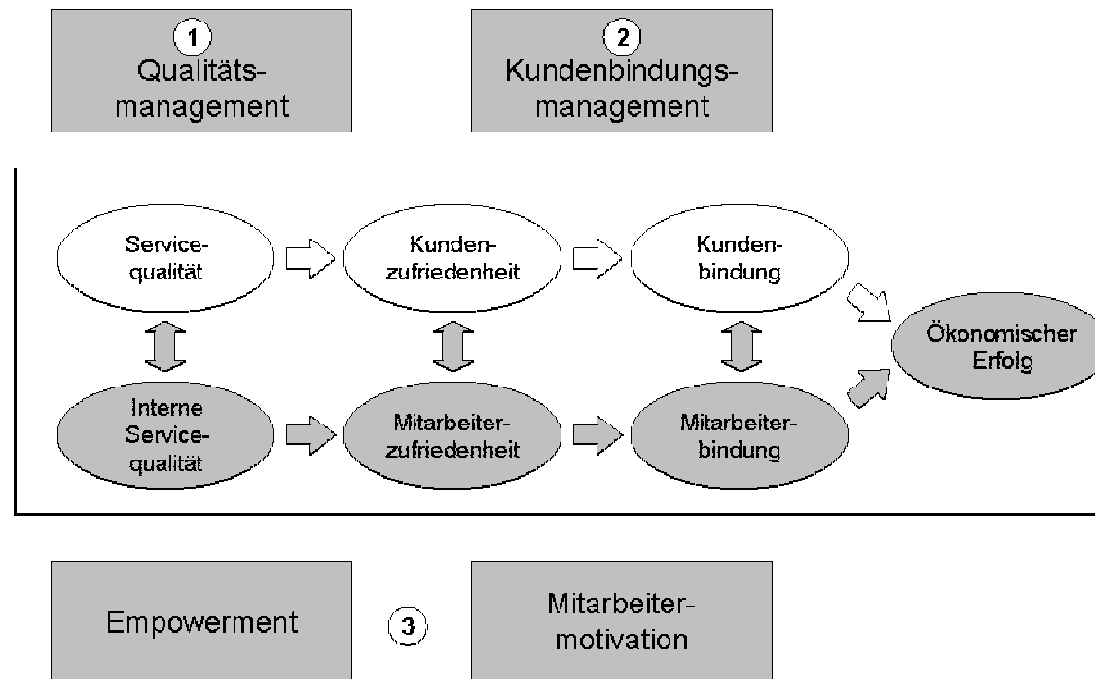 1
Qualitäts-
management
2
Kundenbindungs-
management
Service-
qualität
Kunden-
zufriedenheit
Kunden-
bindung
Ökonomischer
Erfolg
Interne
Service-
qualität
Mitarbeiter-
zufriedenheit
Mitarbeiter-
bindung
Empowerment
3
Mitarbeiter-
motivation